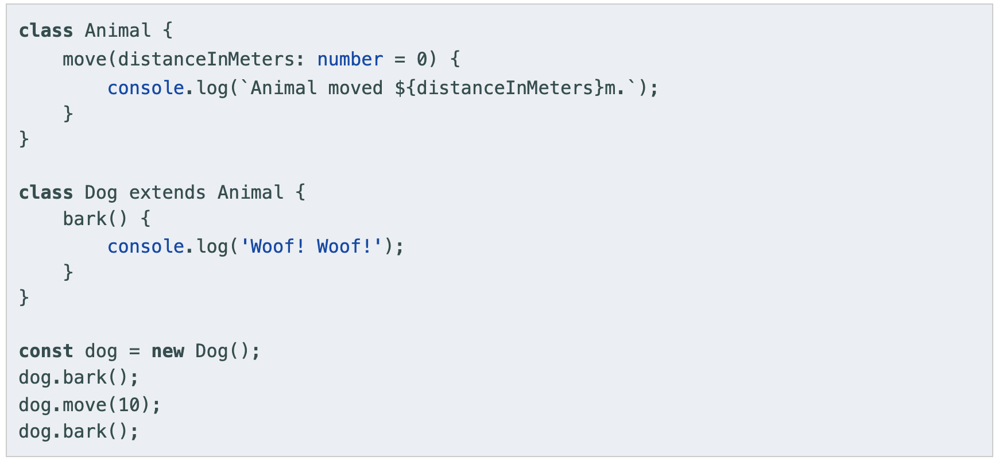 class Animal {
    move(distanceInMeters: number = 0) {
        console.log(`Animal moved ${distanceInMeters}m.`);
    }
}

class Dog extends Animal {
    bark() {
        console.log('Woof! Woof!');
    }
}

const dog = new Dog();
dog.bark();
dog.move(10);
dog.bark();